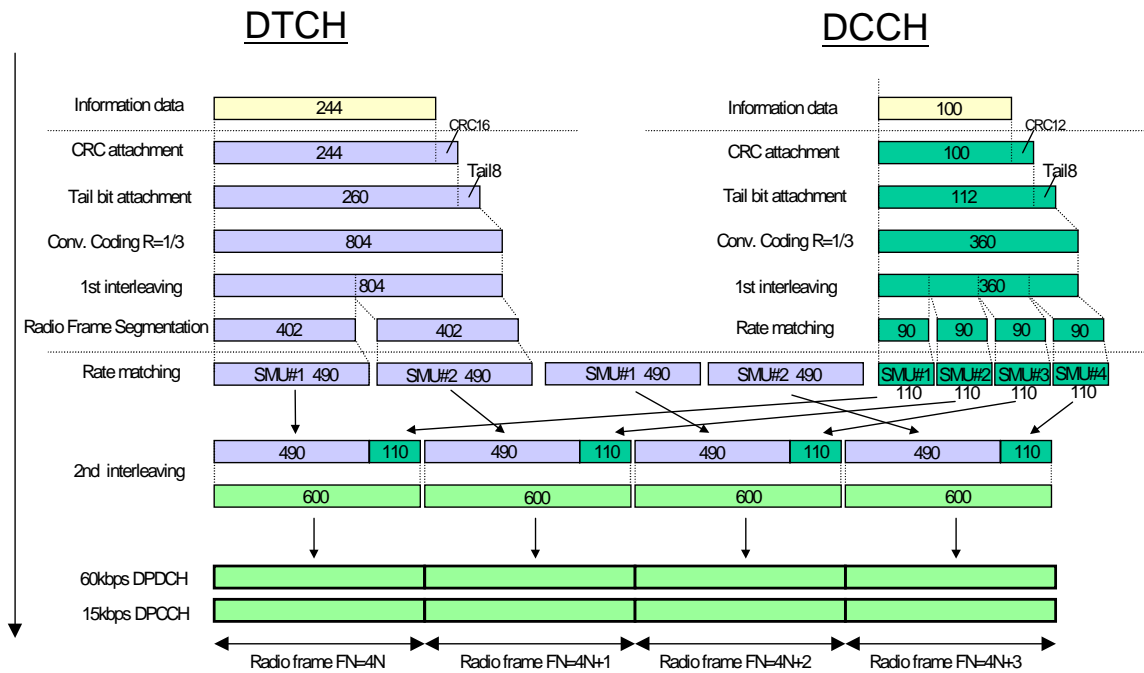 DTCH DCCH
Information data 244 Information data 100
CRC16 CRC12
CRC attachment 244 CRC attachment 100
Tail8 Tail8
Tail bit attachment 260 Tail bit attachment 112
Conv. Coding R=1/3 804 Conv. Coding R=1/3 360
1st interleaving 804 1st interleaving 360
Radio Frame Segmentation 402 402 Rate matching 90 90 90 90
Rate matching SMU#1 490 SMU#2 490 SMU#1 490 SMU#2 490 SMU#1 SMU#2 SMU#3 SMU#4
110 110 110 110
490 110 490 110 490 110 490 110
2nd interleaving
600 600 600 600
60kbps DPDCH
15kbps DPCCH
Radio frame FN=4N Radio frame FN=4N+1 Radio frame FN=4N+2 Radio frame FN=4N+3